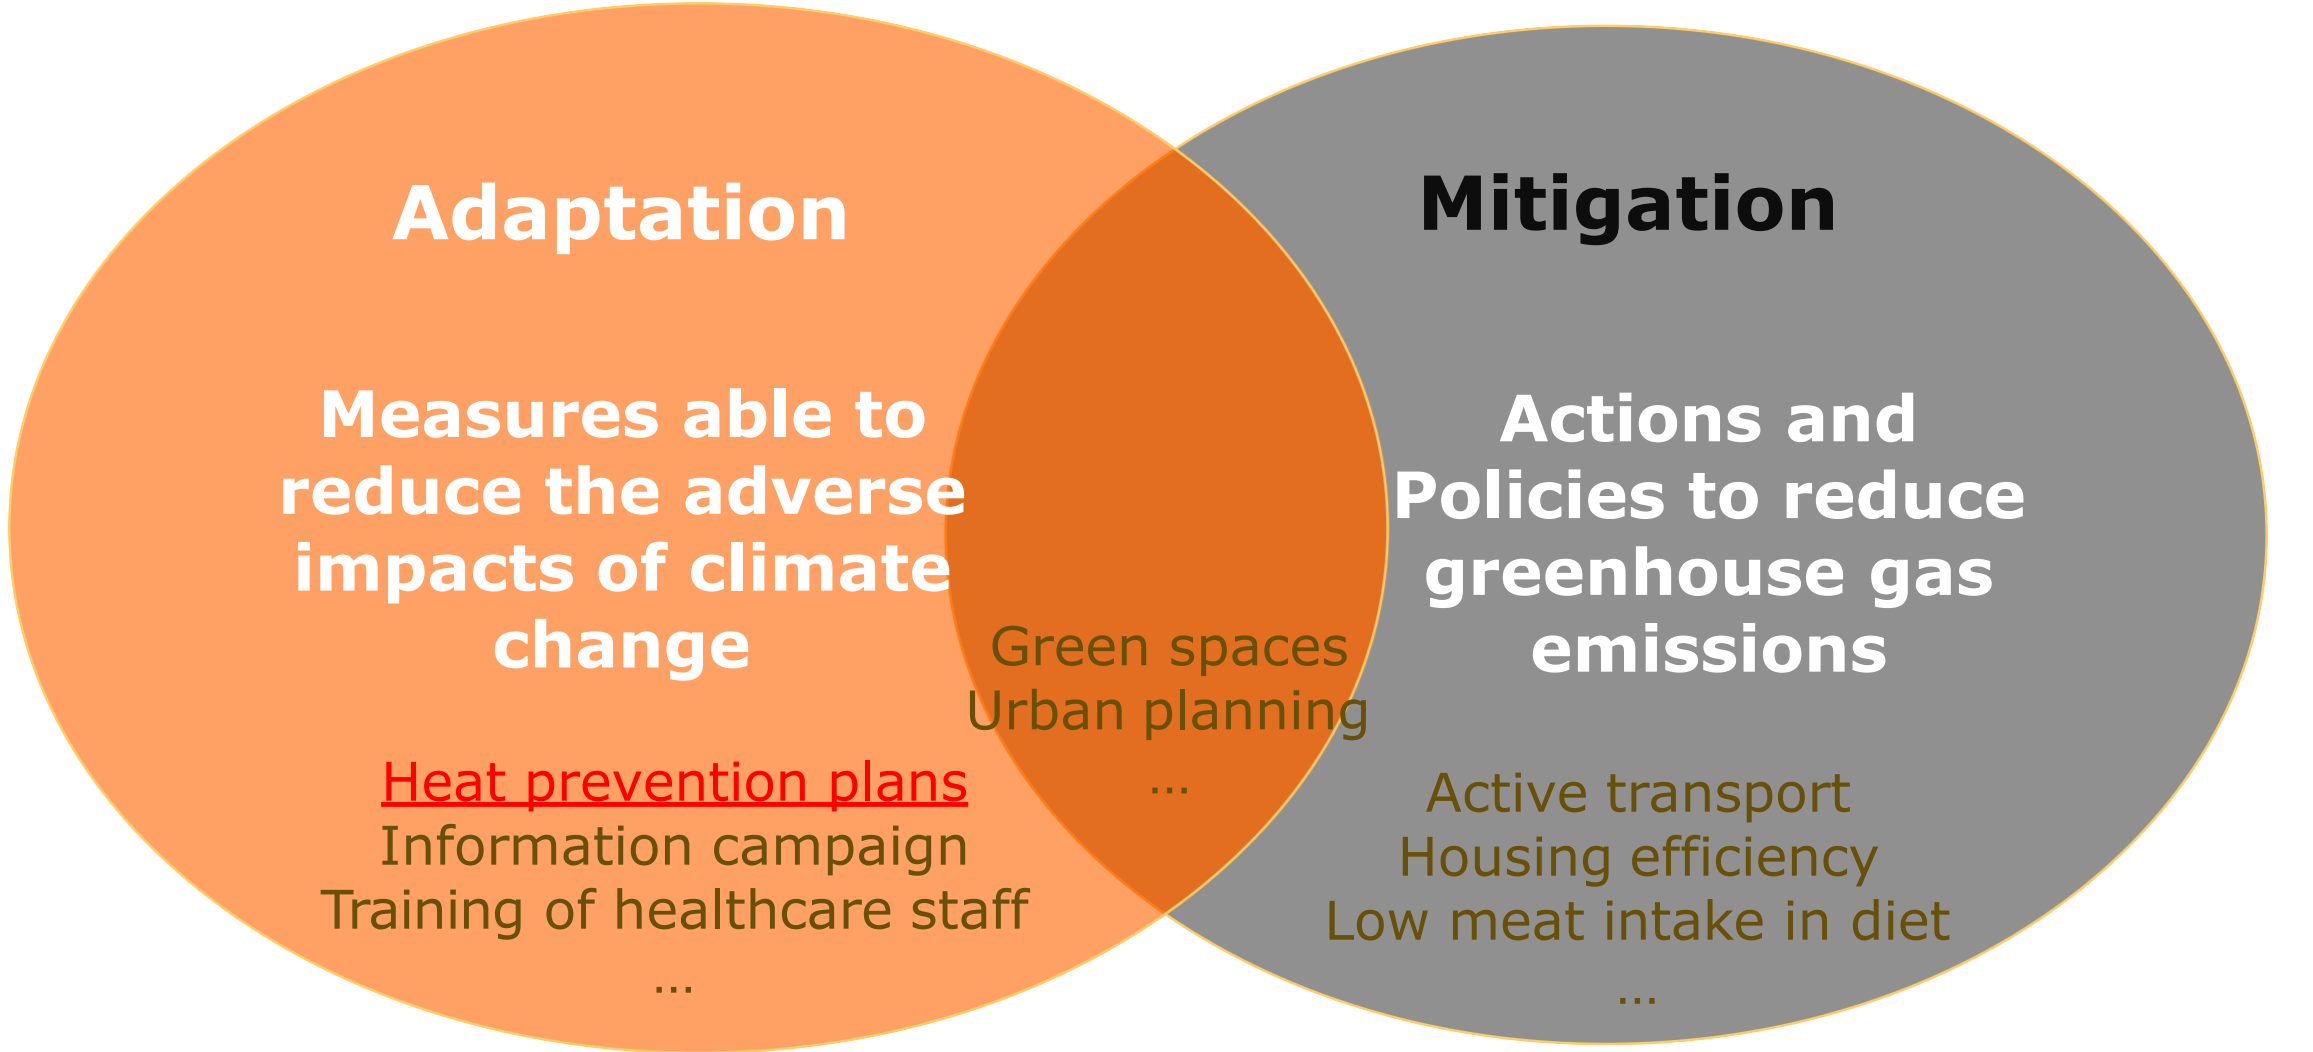 Adaptation
Measures able to
reduce the adverse
impacts of climate
change
Heat prevention plans
Information campaign
Training of healthcare staff
...
Green spaces
Urban planning
...
Mitigation
Actions and
Policies to reduce
greenhouse gas
emissions
Active transport
Housing efficiency
Low meat intake in diet
...